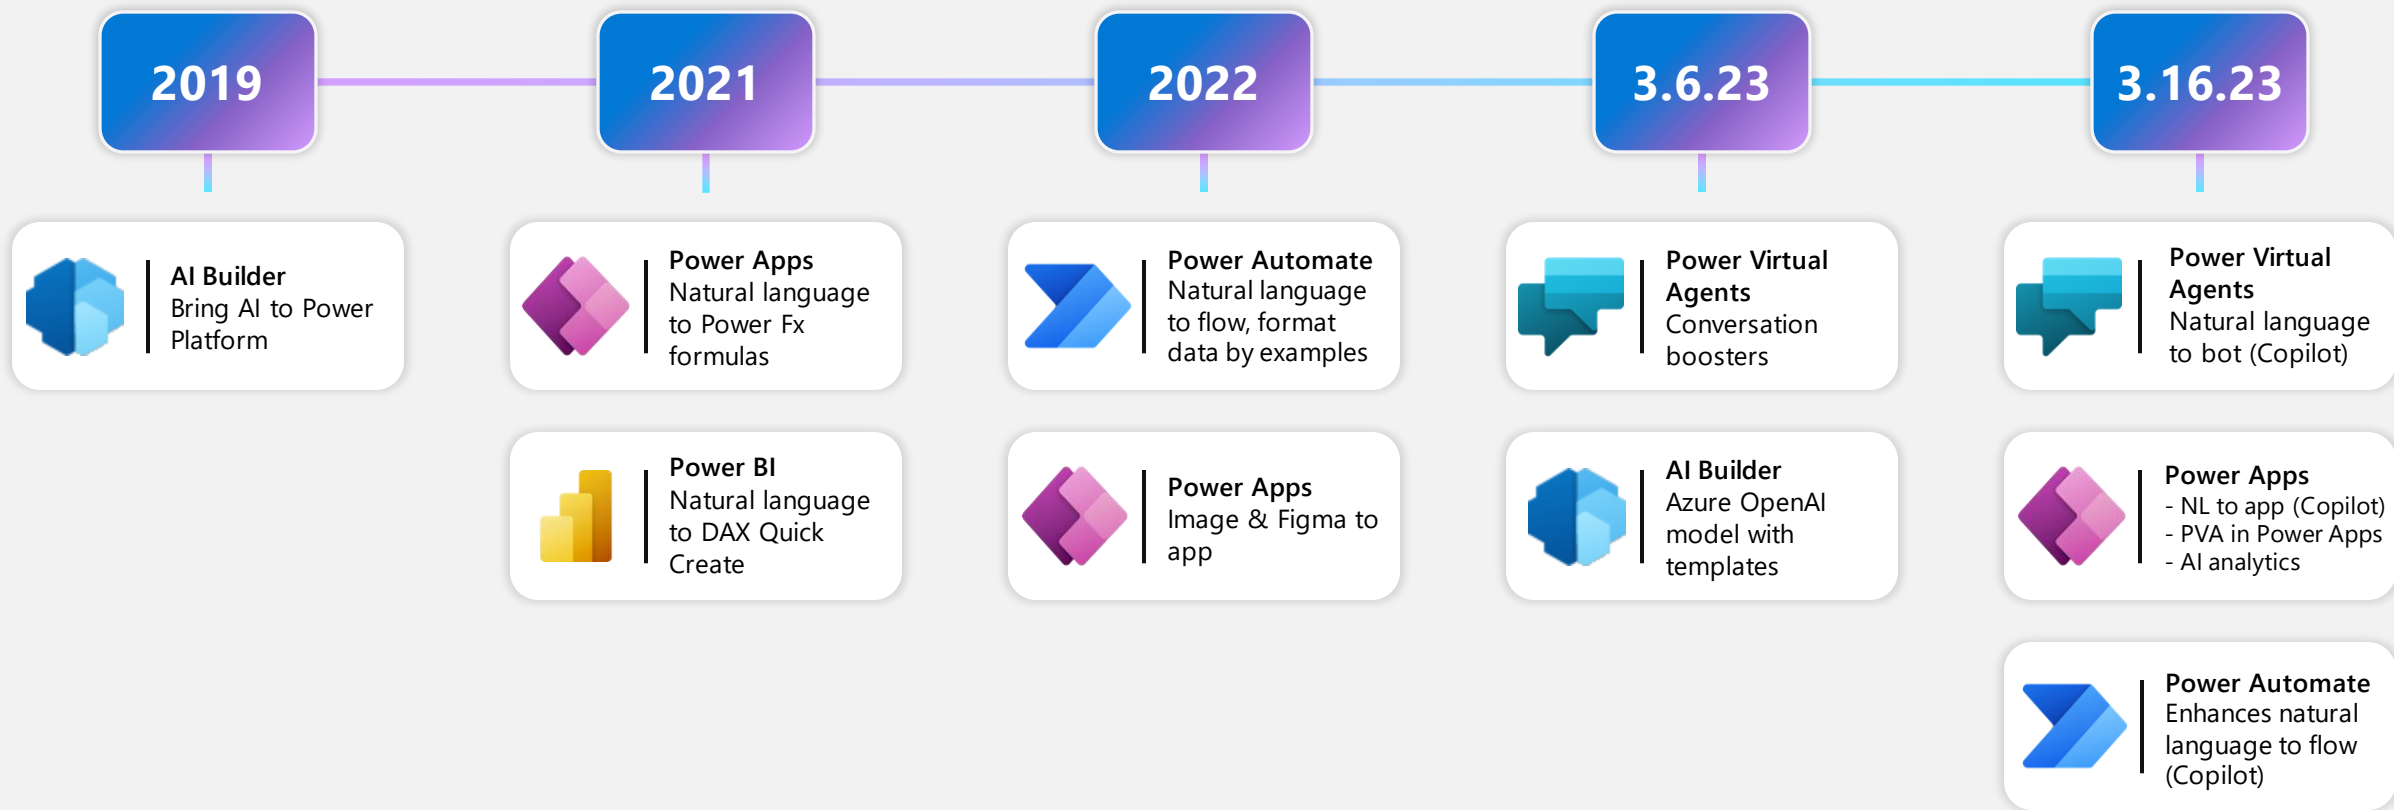 2019
2021
2022
3.6.23
3.16.23
AI Builder
Bring AI to Power
Platform
Power Apps
Natural language
to Power Fx
formulas
Power BI
Natural language
to DAX Quick
Create
Power Automate
Natural language
to flow, format
data by examples
Power Apps
Image & Figma to
app
Power Virtual
Agents
Conversation
boosters
AI Builder
Azure OpenAI
model with
templates
Power Virtual
Agents
Natural language
to bot (Copilot)
Power Apps
- NL to app (Copilot)
- PVA in Power Apps
- AI analytics
Power Automate
Enhances natural
language to flow
(Copilot)